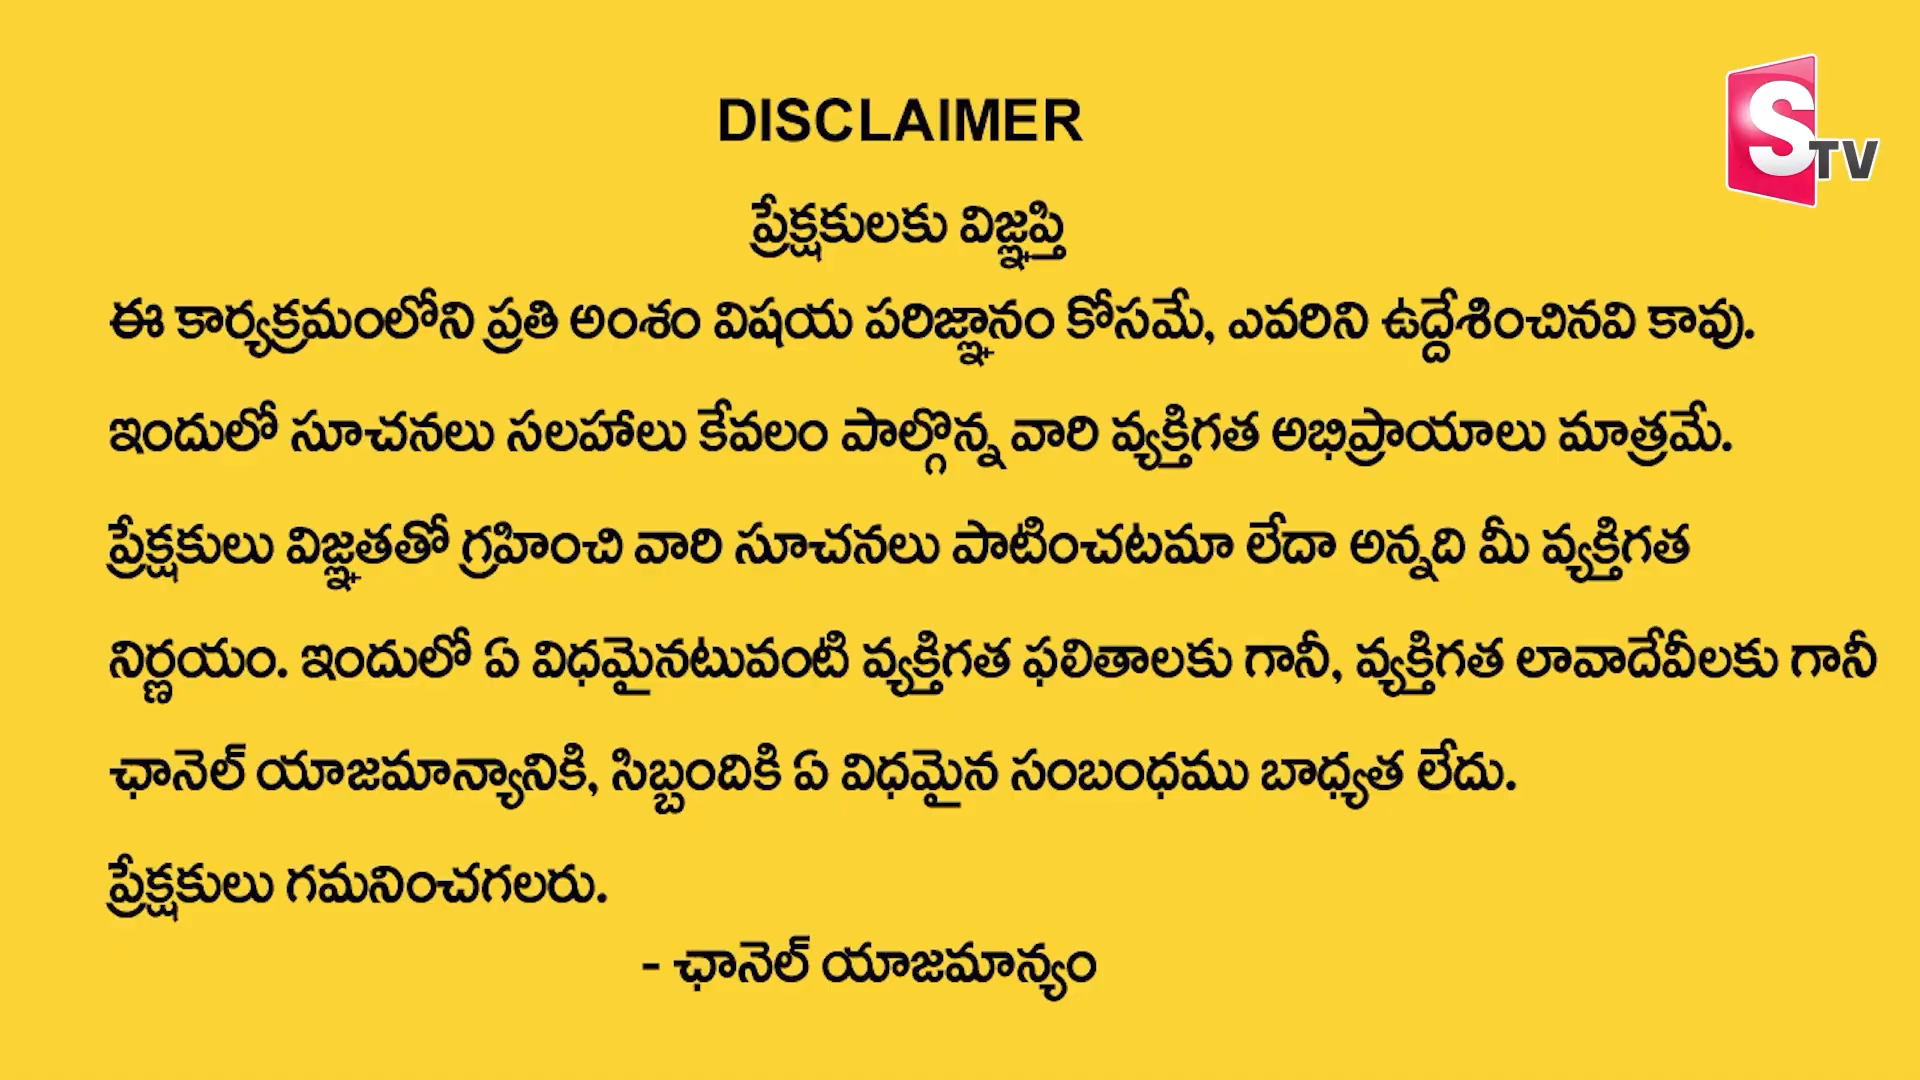 DISCLAIMER
STV
ప్రేక్షకులకు విజ్ఞప్తి
ఈ కార్యక్రమంలోని ప్రతి అంశం విషయ పరిజ్ఞానం కోసమే, ఎవరిని ఉద్దేశించినవి కావు.
ఇందులో సూచనలు సలహాలు కేవలం పాల్గొన్న వారి వ్యక్తిగత అభిప్రాయాలు మాత్రమే.
ప్రేక్షకులు విజ్ఞతతో గ్రహించి వారి సూచనలు పాటించటమా లేదా అన్నది మీ వ్యక్తిగత
నిర్ణయం. ఇందులో ఏ విధమైనటువంటి వ్యక్తిగత ఫలితాలకు గానీ, వ్యక్తిగత లావాదేవీలకు గానీ
ఛానెల్ యాజమాన్యానికి, సిబ్బందికి ఏ విధమైన సంబంధము బాధ్యత లేదు.
ప్రేక్షకులు గమనించగలరు.
- ఛానెల్ యాజమాన్యం